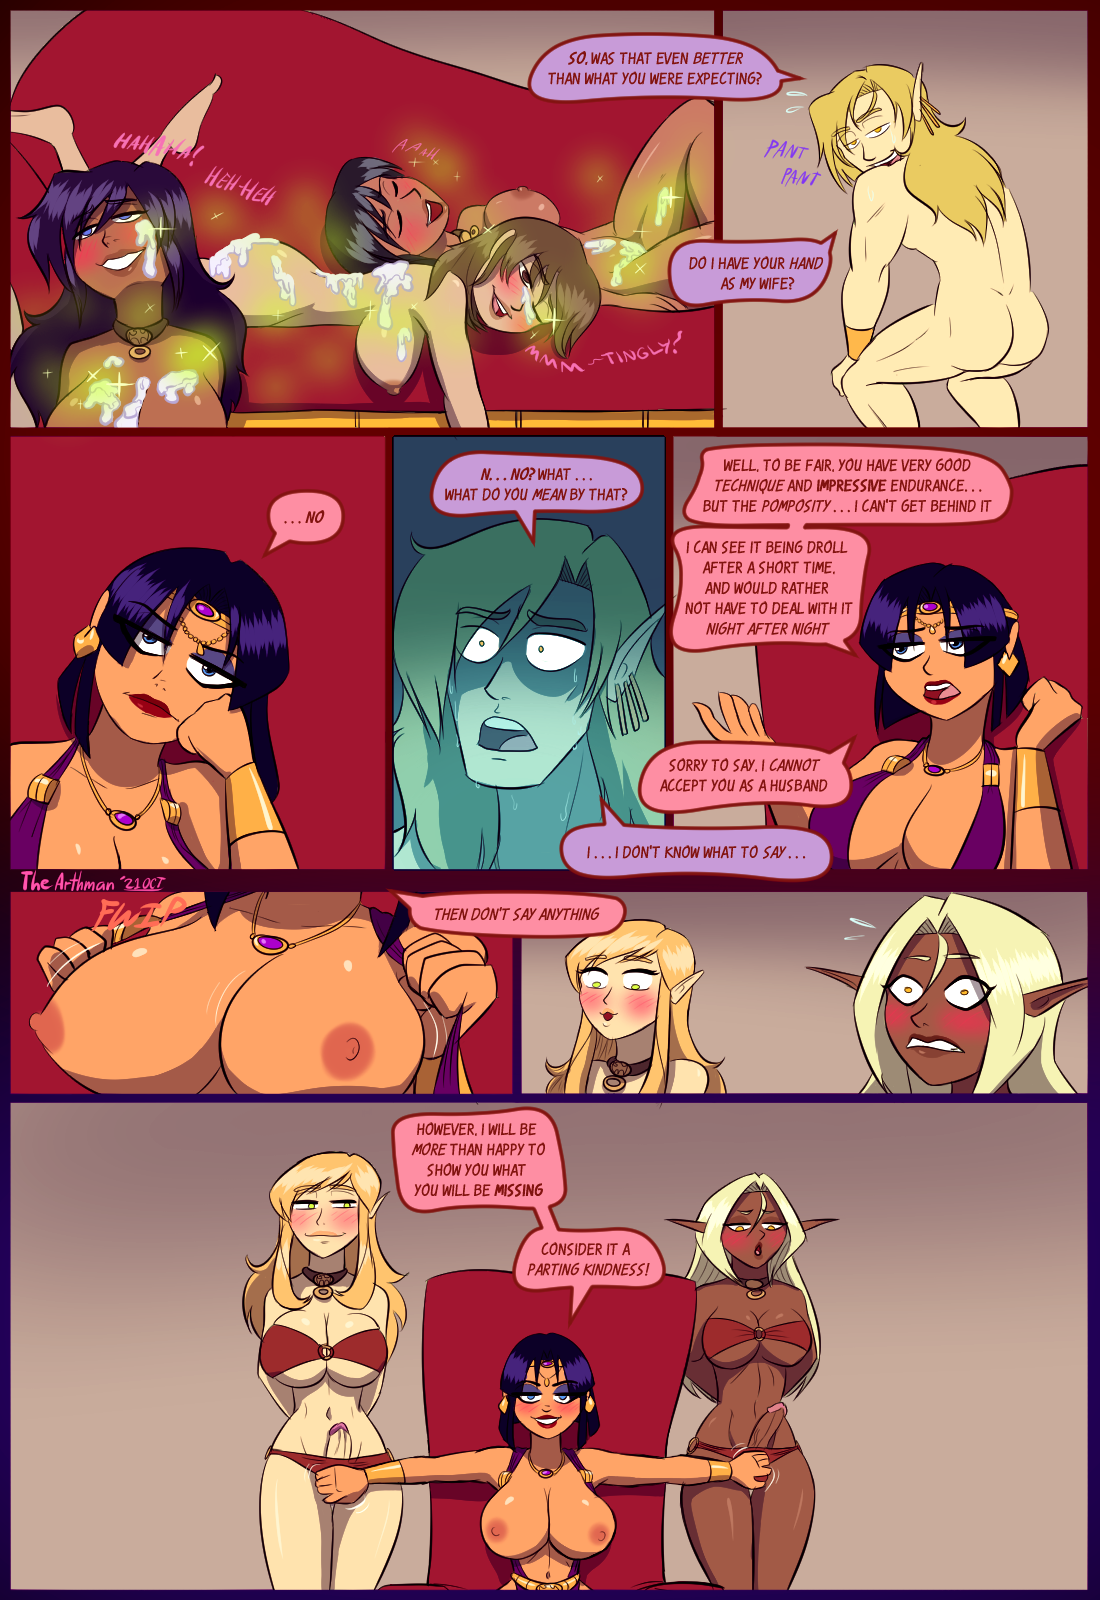 SO, WAS THAT EVEN BETTER
THAN WHAT YOU WERE EXPECTING?
HAHAHA!
HEH-HEH
AAAH
MMM~TINGLY!
PANT
PANT
DO I HAVE YOUR HAND
AS MY WIFE?
...NO
N...NO? WHAT ...
WHAT DO YOU MEAN BY THAT?
WELL, TO BE FAIR, YOU HAVE VERY GOOD
TECHNIQUE AND IMPRESSIVE ENDURANCE...
BUT THE POMPOSITY...I CAN'T GET BEHIND IT
I CAN SEE IT BEING DROLL
AFTER A SHORT TIME,
AND WOULD RATHER
NOT HAVE TO DEAL WITH IT
NIGHT AFTER NIGHT
SORRY TO SAY, I CANNOT
ACCEPT YOU AS A HUSBAND
I...I DON'T KNOW WHAT TO SAY...
The Arthman '21 OCT
FWIP
THEN DON'T SAY ANYTHING
HOWEVER, I WILL BE
MORE THAN HAPPY TO
SHOW YOU WHAT
YOU WILL BE MISSING
CONSIDER IT A
PARTING KINDNESS!